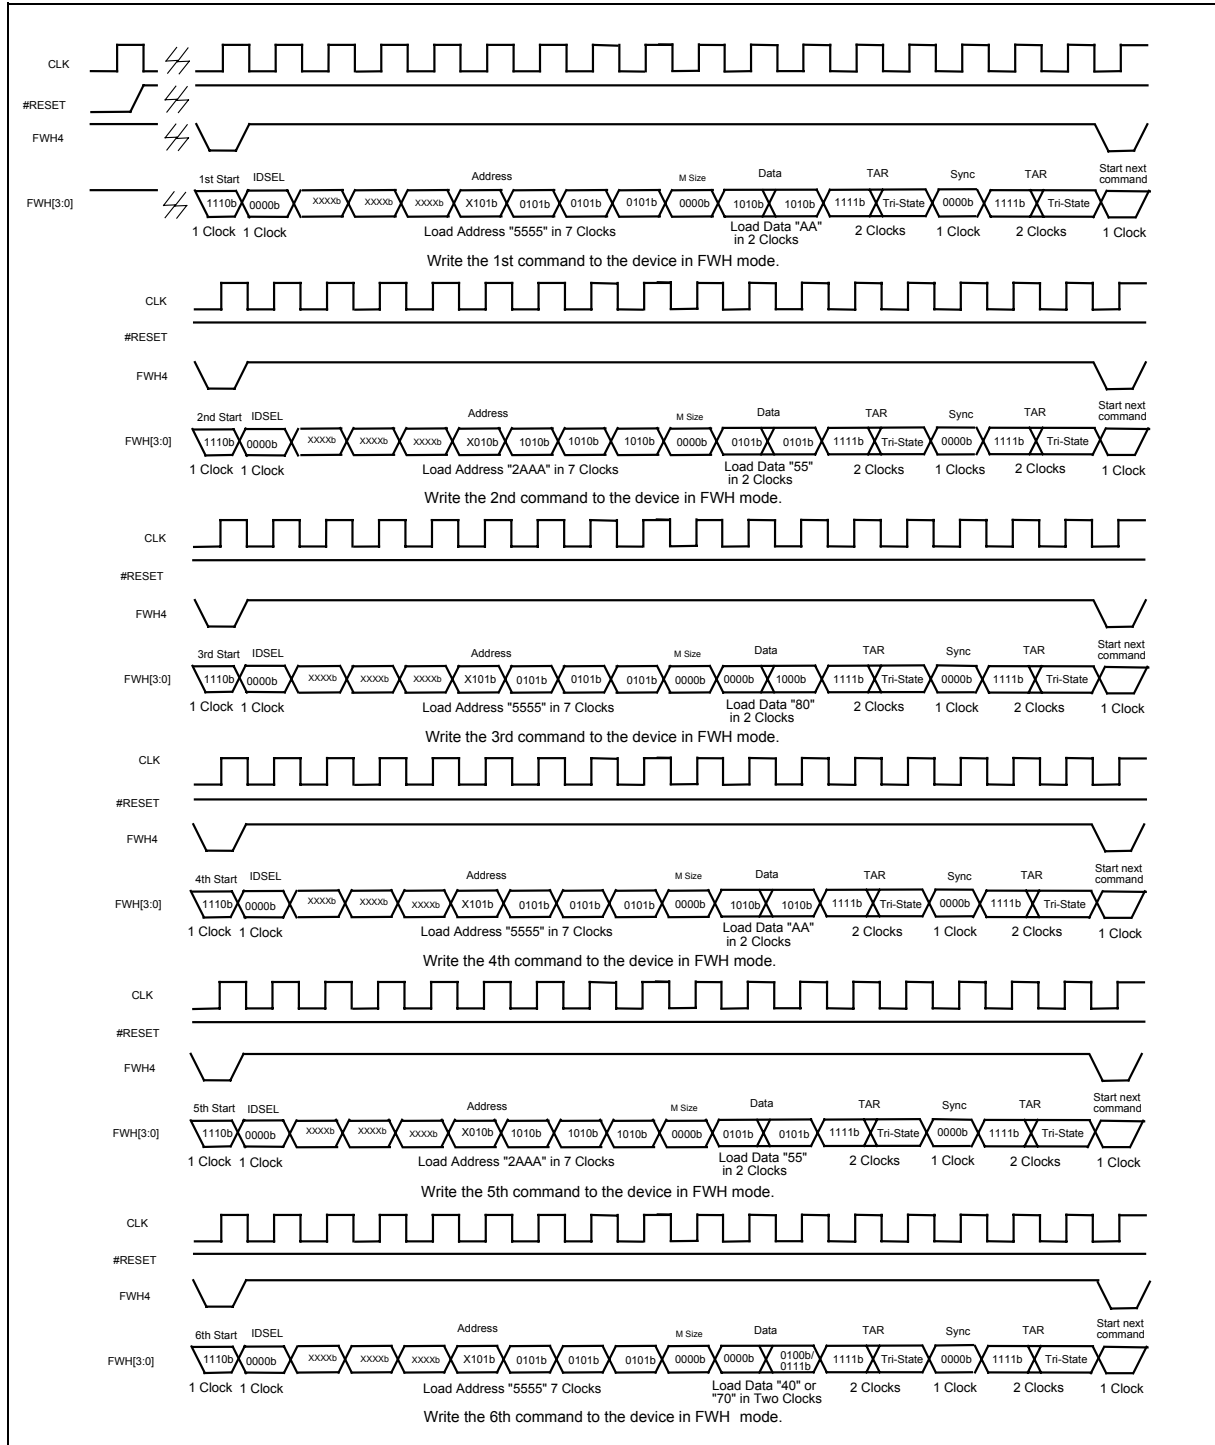 CLK
#RESET
FWH4
1st Start IDSEL Address M Size Data TAR Sync TAR Start next command
FWH[3:0] 1110b 0000b XXXXb XXXXb XXXXb X101b 0101b 0101b 0101b 0000b 1010b 1010b 1111b Tri-State 0000b 1111b Tri-State
1 Clock 1 Clock Load Address "5555" in 7 Clocks Load Data "AA" in 2 Clocks 2 Clocks 1 Clock 2 Clocks 1 Clock
Write the 1st command to the device in FWH mode.
CLK
#RESET
FWH4
2nd Start IDSEL Address M Size Data TAR Sync TAR Start next command
FWH[3:0] 1110b 0000b XXXXb XXXXb XXXXb X010b 1010b 1010b 1010b 0000b 0101b 0101b 1111b Tri-State 0000b 1111b Tri-State
1 Clock 1 Clock Load Address "2AAA" in 7 Clocks Load Data "55" in 2 Clocks 2 Clocks 1 Clocks 2 Clocks 1 Clock
Write the 2nd command to the device in FWH mode.
CLK
#RESET
FWH4
3rd Start IDSEL Address M Size Data TAR Sync TAR Start next command
FWH[3:0] 1110b 0000b XXXXb XXXXb XXXXb X101b 0101b 0101b 0101b 0000b 0000b 1000b 1111b Tri-State 0000b 1111b Tri-State
1 Clock 1 Clock Load Address "5555" in 7 Clocks Load Data "80" in 2 Clocks 2 Clocks 1 Clock 2 Clocks 1 Clock
Write the 3rd command to the device in FWH mode.
CLK
#RESET
FWH4
4th Start IDSEL Address M Size Data TAR Sync TAR Start next command
FWH[3:0] 1110b 0000b XXXXb XXXXb XXXXb X101b 0101b 0101b 0101b 0000b 1010b 1010b 1111b Tri-State 0000b 1111b Tri-State
1 Clock 1 Clock Load Address "5555" in 7 Clocks Load Data "AA" in 2 Clocks 2 Clocks 1 Clock 2 Clocks 1 Clock
Write the 4th command to the device in FWH mode.
CLK
#RESET
FWH4
5th Start IDSEL Address M Size Data TAR Sync TAR Start next command
FWH[3:0] 1110b 0000b XXXXb XXXXb XXXXb X010b 1010b 1010b 1010b 0000b 0101b 0101b 1111b Tri-State 0000b 1111b Tri-State
1 Clock 1 Clock Load Address "2AAA" in 7 Clocks Load Data "55" in 2 Clocks 2 Clocks 1 Clock 2 Clocks 1 Clock
Write the 5th command to the device in FWH mode.
CLK
#RESET
FWH4
6th Start IDSEL Address M Size Data TAR Sync TAR Start next command
FWH[3:0] 1110b 0000b XXXXb XXXXb XXXXb X101b 0101b 0101b 0101b 0000b 0000b 0100b/ 0111b 1111b Tri-State 0000b 1111b Tri-State
1 Clock 1 Clock Load Address "5555" 7 Clocks Load Data "40" or "70" in Two Clocks 2 Clocks 1 Clock 2 Clocks 1 Clock
Write the 6th command to the device in FWH mode.